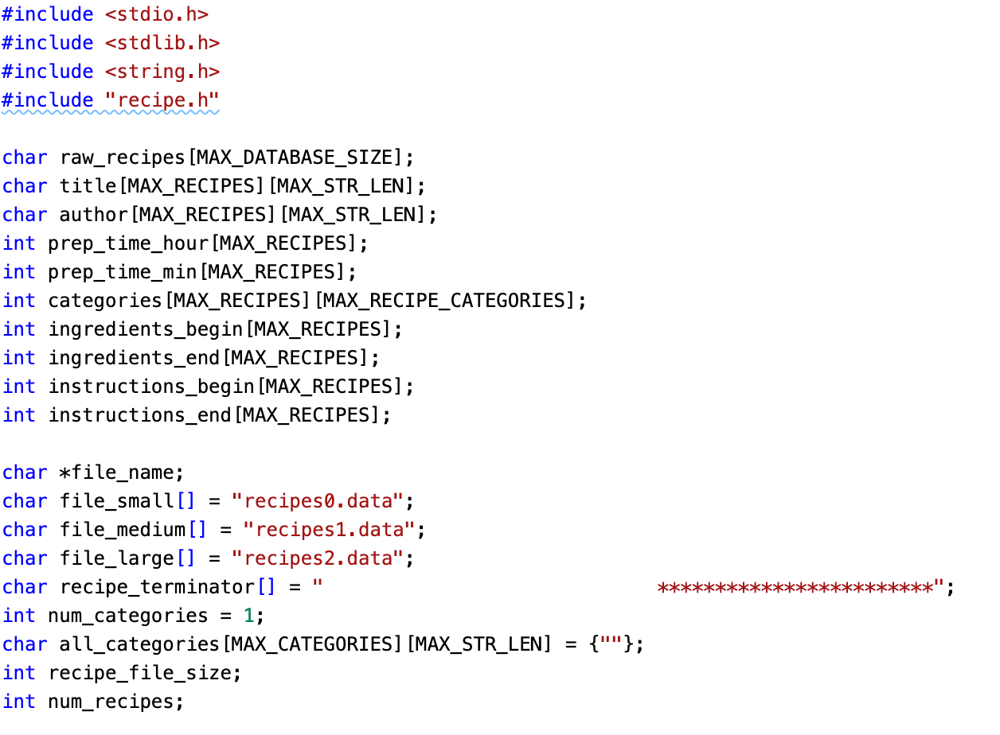 #include <stdio.h>
#include <stdlib.h>
#include <string.h>
#include "recipe.h"
char raw_recipes[MAX_DATABASE_SIZE];
char title[MAX_RECIPES][MAX_STR_LEN];
char author[MAX_RECIPES][MAX_STR_LEN];
int prep_time_hour[MAX_RECIPES];
int prep_time_min[MAX_RECIPES];
int categories[MAX_RECIPES][MAX_RECIPE_CATEGORIES];
int ingredients_begin[MAX_RECIPES];
int ingredients_end[MAX_RECIPES];
int instructions_begin[MAX_RECIPES];
int instructions_end[MAX_RECIPES];
char *file_name;
char file_small[] = "recipes0.data";
char file_medium[] = "recipes1.data";
char file_large[] = "recipes2.data";
char recipe_terminator[] = "                             ************************";
int num_categories = 1;
char all_categories[MAX_CATEGORIES][MAX_STR_LEN] = {""};
int recipe_file_size;
int num_recipes;